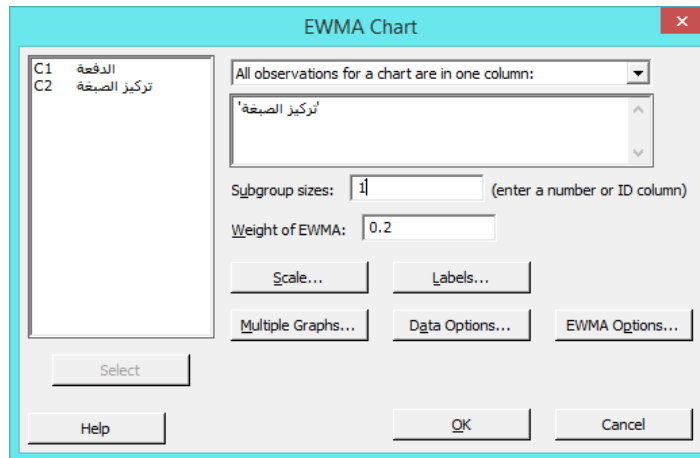 EWMA Chart
C1 الدفعة
C2 تركيز الصبغة
All observations for a chart are in one column:
'تركيز الصبغة'
Subgroup sizes: 1 (enter a number or ID column)
Weight of EWMA: 0.2
Scale... Labels...
Multiple Graphs... Data Options... EWMA Options...
Select
Help OK Cancel